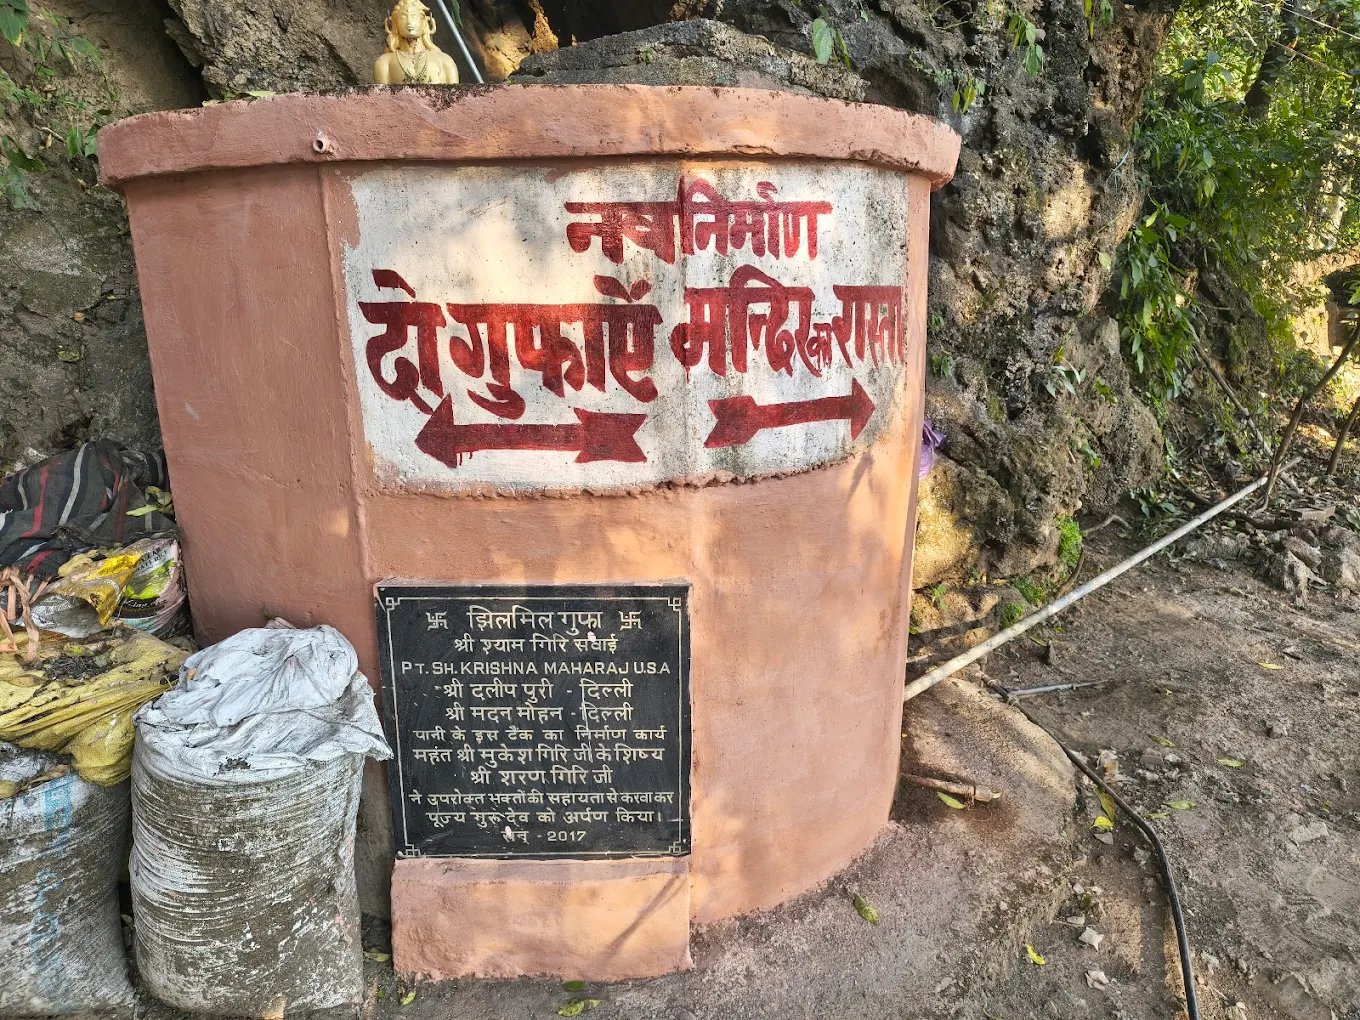 नवनिर्माण
दो गुफाऐं
मन्दिर का रास्ता
झिलमिल गुफा
श्री श्याम गिरि सवाई
PT. SH. KRISHNA MAHARAJ U.S.A
श्री दलीप पुरी - दिल्ली
श्री मदन मोहन - दिल्ली
पानी के इस टैंक का निर्माण कार्य
महंत श्री मुकेश गिरि जी के शिष्य
श्री शरण गिरि जी
ने उपरोक्त भक्तों की सहायता से करवा कर
पूज्य गुरूदेव को अर्पण किया।
सन् - 2017